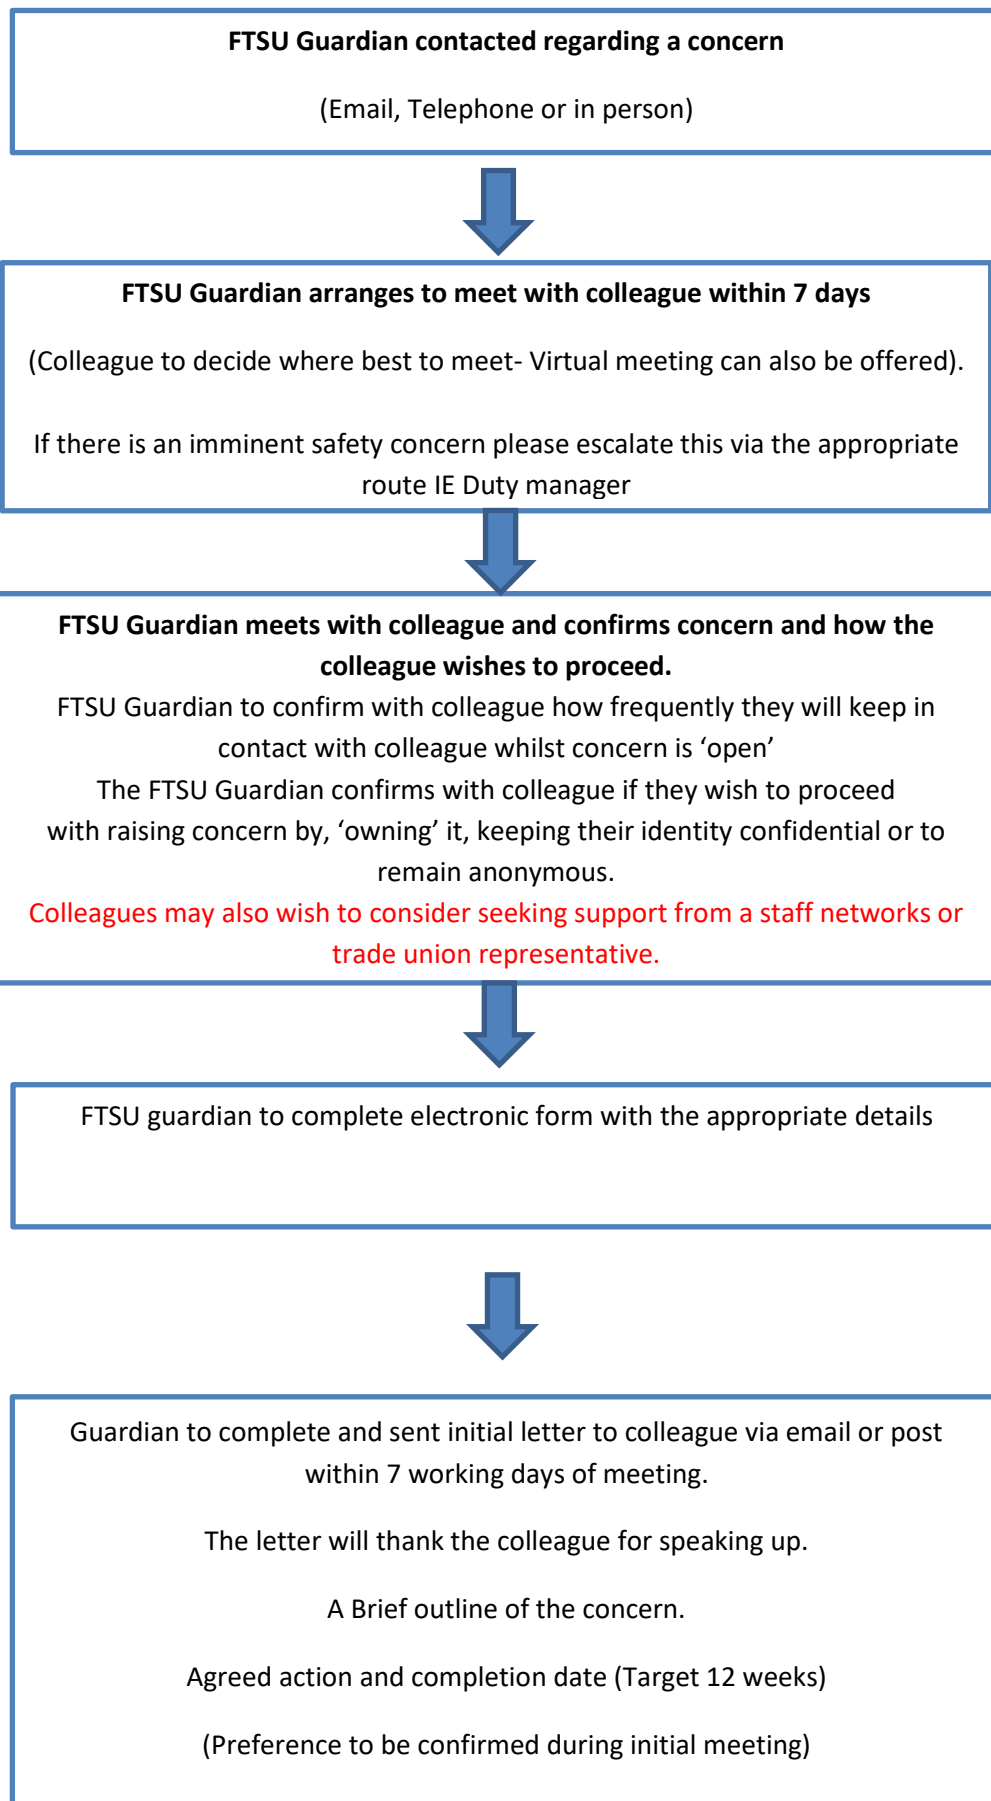 FTSU Guardian contacted regarding a concern
(Email, Telephone or in person)
FTSU Guardian arranges to meet with colleague within 7 days
(Colleague to decide where best to meet- Virtual meeting can also be offered).
If there is an imminent safety concern please escalate this via the appropriate
route IE Duty manager
FTSU Guardian meets with colleague and confirms concern and how the
colleague wishes to proceed.
FTSU Guardian to confirm with colleague how frequently they will keep in
contact with colleague whilst concern is ‘open’
The FTSU Guardian confirms with colleague if they wish to proceed
with raising concern by, ‘owning’ it, keeping their identity confidential or to
remain anonymous.
Colleagues may also wish to consider seeking support from a staff networks or
trade union representative.
FTSU guardian to complete electronic form with the appropriate details
Guardian to complete and sent initial letter to colleague via email or post
within 7 working days of meeting.
The letter will thank the colleague for speaking up.
A Brief outline of the concern.
Agreed action and completion date (Target 12 weeks)
(Preference to be confirmed during initial meeting)